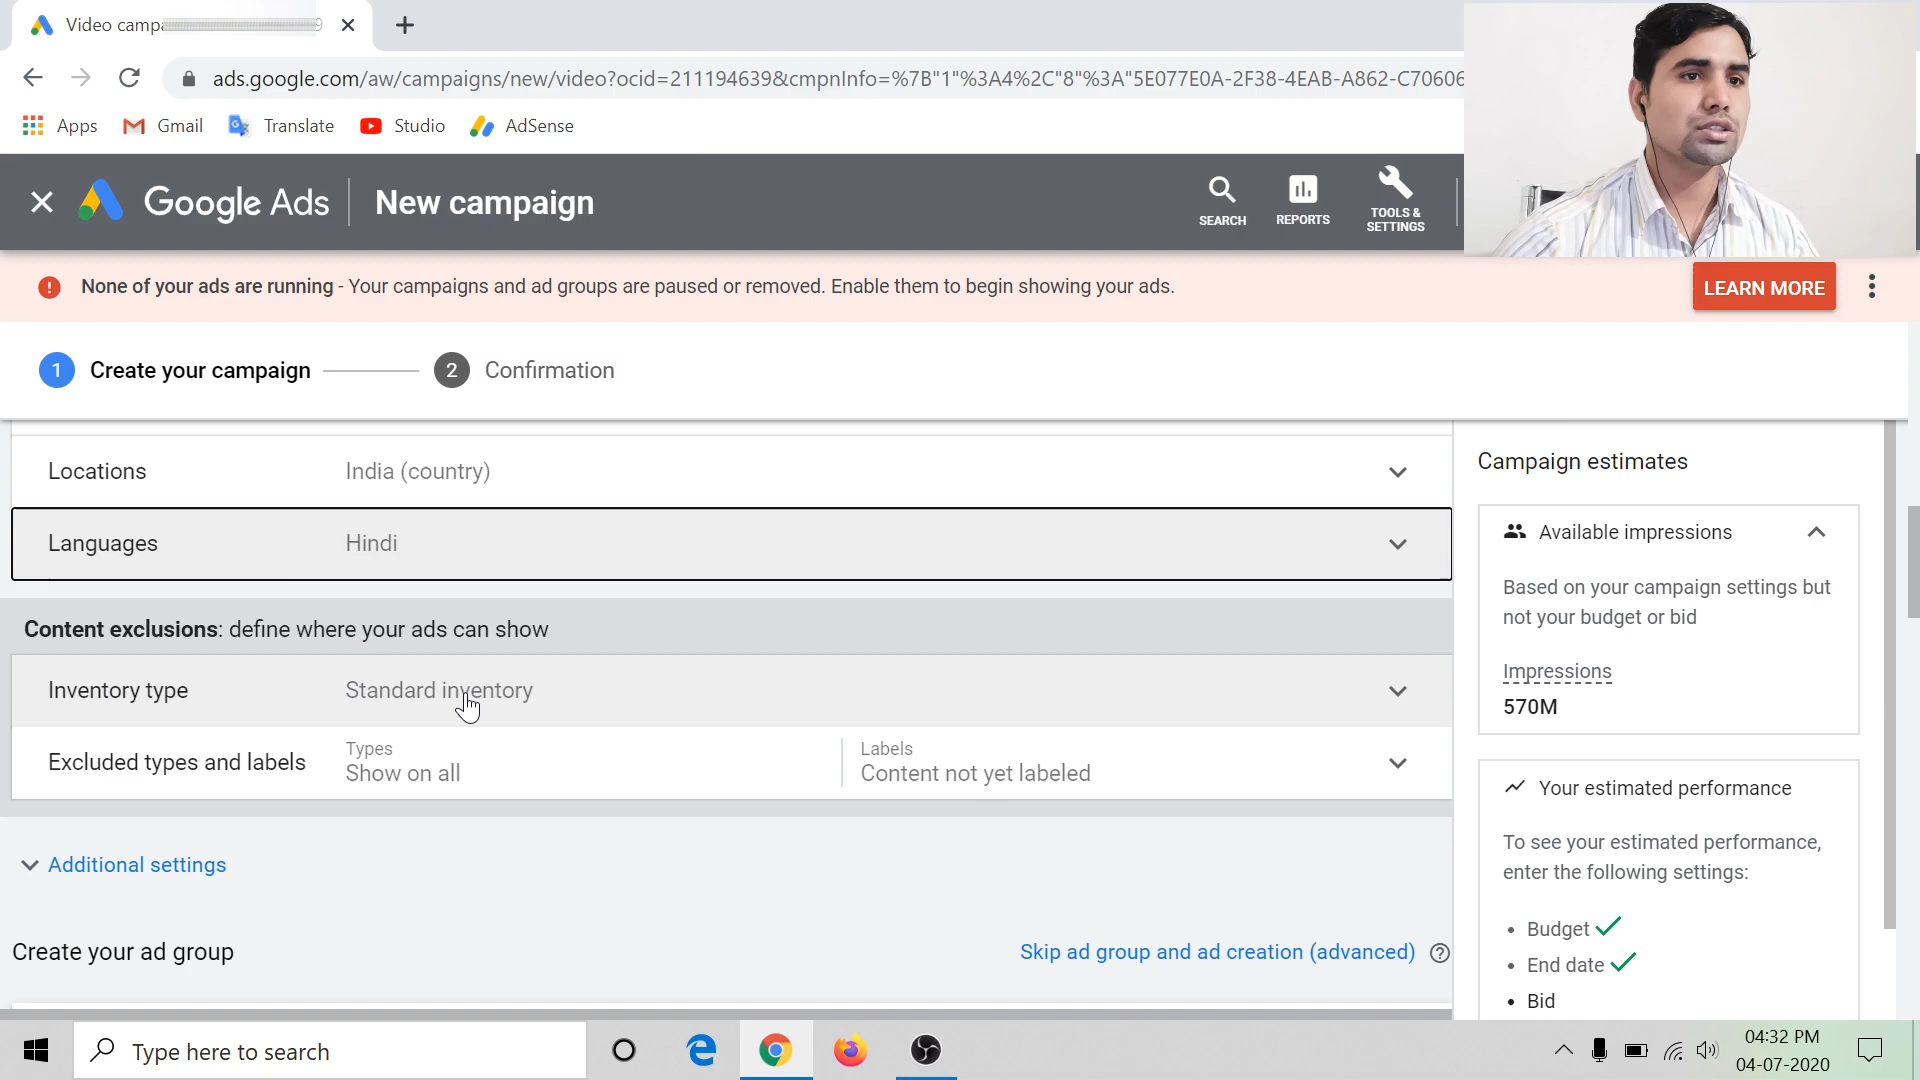 Video campa
ads.google.com/aw/campaigns/new/video?ocid=211194639&cmpnInfo=%7B"1"%3A4%2C"8"%3A"5E077E0A-2F38-4EAB-A862-C70606
Apps Gmail Translate Studio AdSense
Google Ads New campaign
SEARCH REPORTS TOOLS & SETTINGS
None of your ads are running - Your campaigns and ad groups are paused or removed. Enable them to begin showing your ads.
LEARN MORE
1 Create your campaign 2 Confirmation
Locations India (country)
Languages Hindi
Content exclusions: define where your ads can show
Inventory type Standard inventory
Excluded types and labels
Types
Show on all
Labels
Content not yet labeled
Additional settings
Create your ad group Skip ad group and ad creation (advanced) ?
Campaign estimates
Available impressions
Based on your campaign settings but
not your budget or bid
Impressions
570M
Your estimated performance
To see your estimated performance,
enter the following settings:
• Budget
• End date
• Bid
Type here to search
04:32 PM
04-07-2020